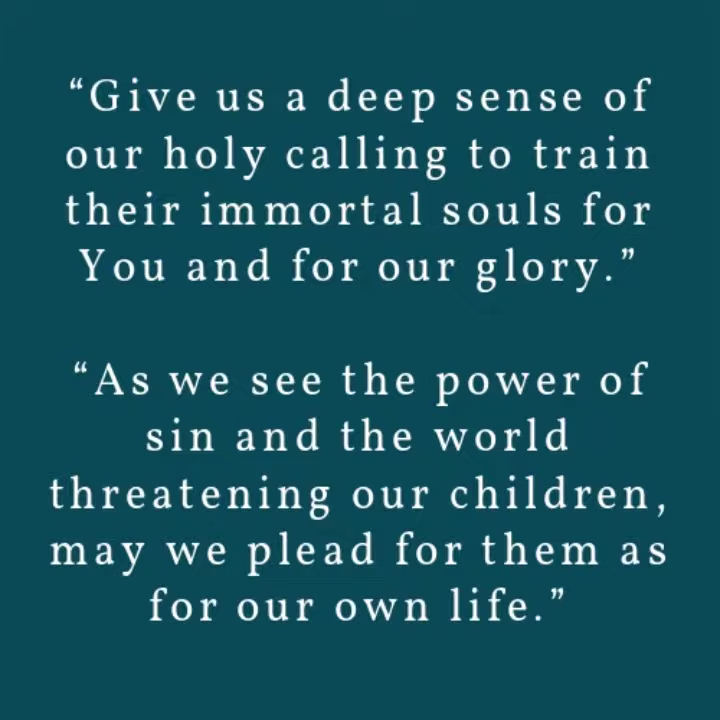 “Give us a deep sense of
our holy calling to train
their immortal souls for
You and for our glory.”
“As we see the power of
sin and the world
threatening our children,
may we plead for them as
for our own life.”